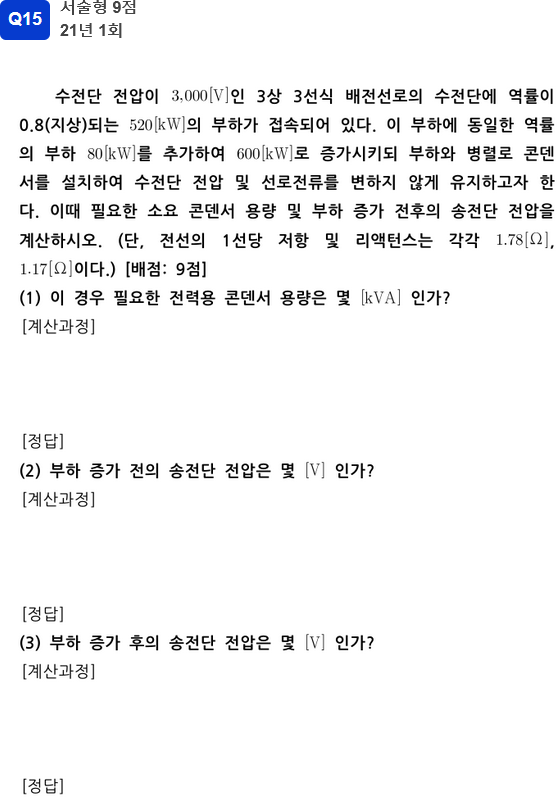 Q15
서술형 9점
21년 1회
수전단 전압이 3,000[V]인 3상 3선식 배전선로의 수전단에 역률이
0.8(지상)되는 520[kW]의 부하가 접속되어 있다. 이 부하에 동일한 역률
의 부하 80[kW]를 추가하여 600[kW]로 증가시키되 부하와 병렬로 콘덴
서를 설치하여 수전단 전압 및 선로전류를 변하지 않게 유지하고자 한
다. 이때 필요한 소요 콘덴서 용량 및 부하 증가 전후의 송전단 전압을
계산하시오. (단, 전선의 1선당 저항 및 리액턴스는 각각 1.78[Ω],
1.17[Ω]이다.) [배점: 9점]
(1) 이 경우 필요한 전력용 콘덴서 용량은 몇 [kVA] 인가?
[계산과정]
[정답]
(2) 부하 증가 전의 송전단 전압은 몇 [V] 인가?
[계산과정]
[정답]
(3) 부하 증가 후의 송전단 전압은 몇 [V] 인가?
[계산과정]
[정답]